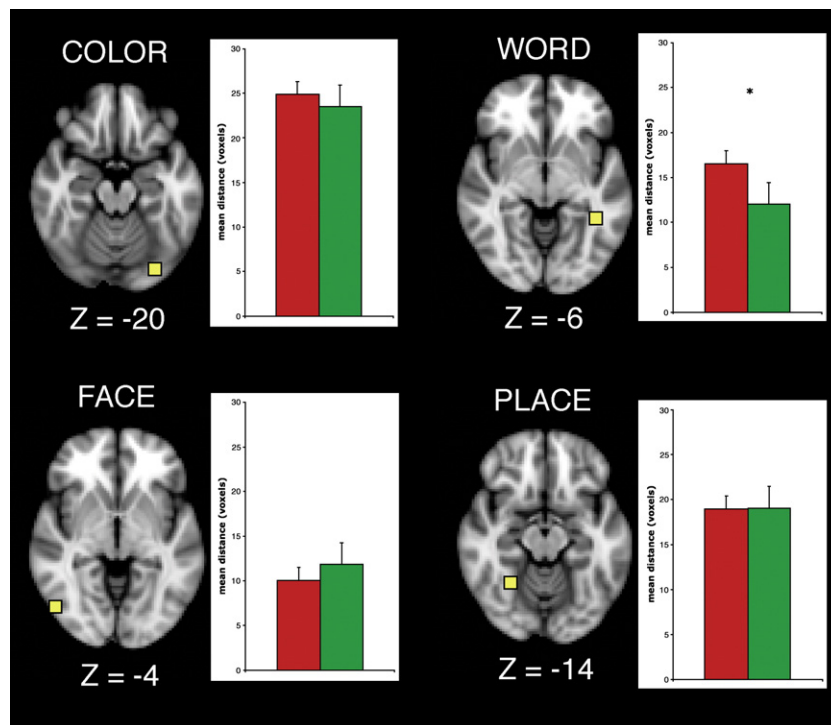 COLOR
mean distance (voxels)
30
25
20
15
10
5
0
Z = -20
WORD
mean distance (voxels)
30
25
20
15
10
5
0
*
Z = -6
FACE
mean distance (voxels)
30
25
20
15
10
5
0
Z = -4
PLACE
mean distance (voxels)
30
25
20
15
10
5
0
Z = -14